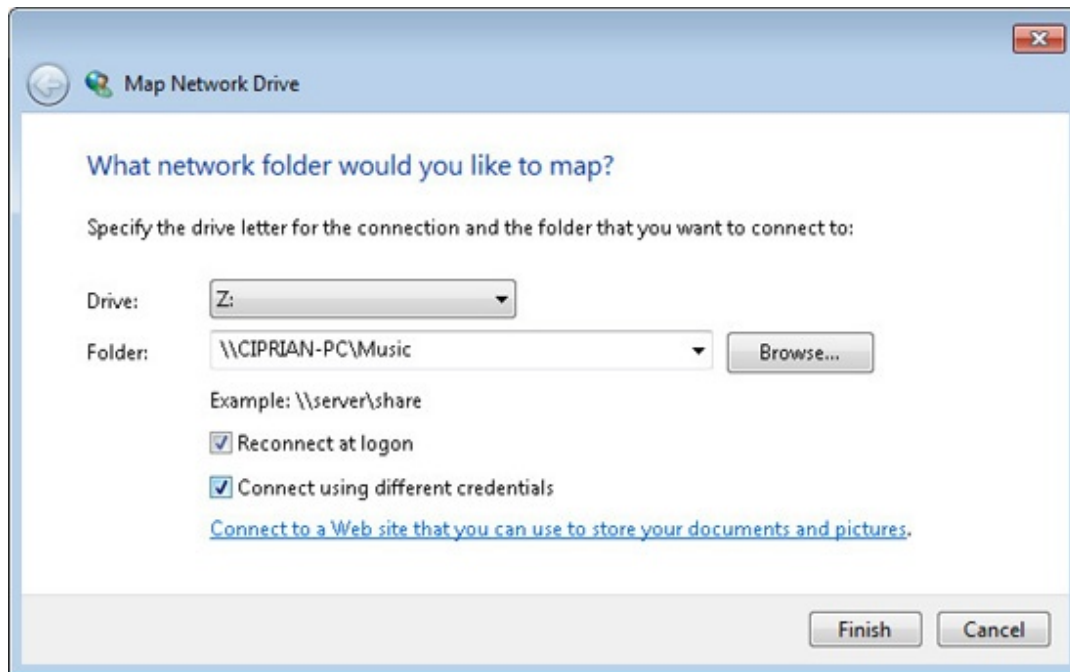 Map Network Drive
What network folder would you like to map?
Specify the drive letter for the connection and the folder that you want to connect to:
Drive: Z:
Folder: \\CIPRIAN-PC\Music Browse...
Example: \\server\share
Reconnect at logon
Connect using different credentials
Connect to a Web site that you can use to store your documents and pictures.
Finish Cancel